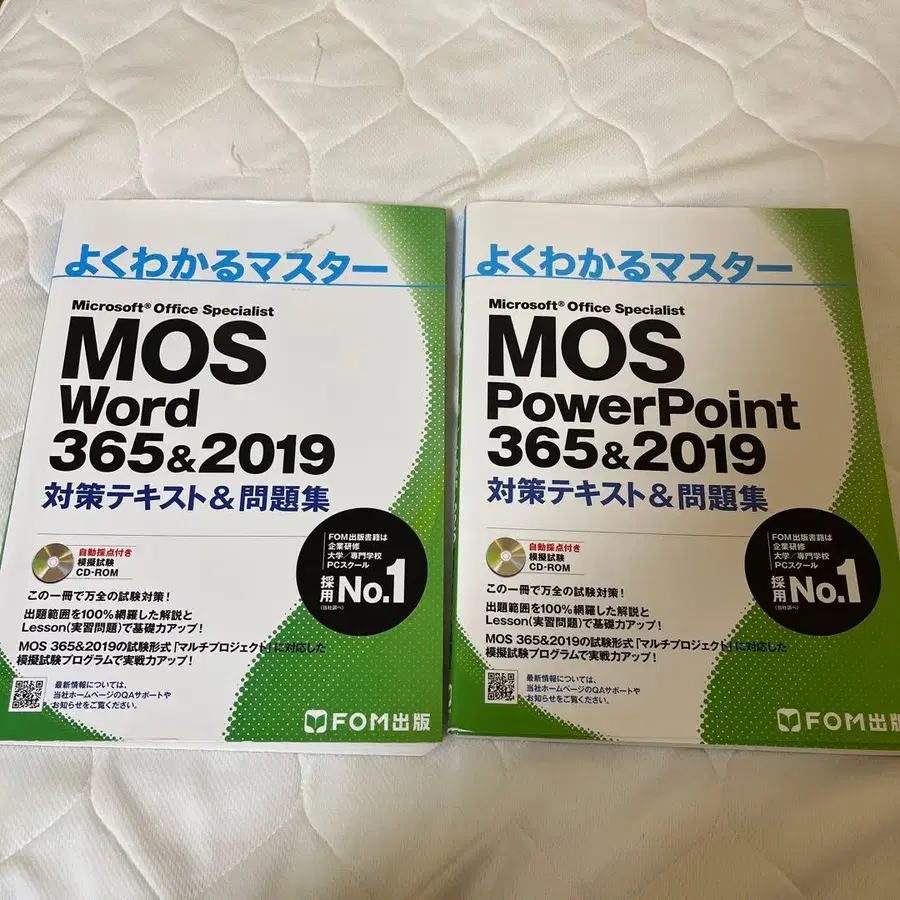 よくわかるマスター
Microsoft® Office Specialist
MOS
Word
365&2019
対策テキスト&問題集
自動採点付き
模擬試験
CD-ROM
FOM出版書籍は
企業研修
大学/専門学校
PCスクール
採用 No.1
(当社調べ)
この一冊で万全の試験対策!
出題範囲を100%網羅した解説と
Lesson(実習問題)で基礎力アップ!
MOS 365&2019の試験形式「マルチプロジェクト」に対応した
模擬試験プログラムで実戦力アップ!
最新情報については、
当社ホームページのQAサポートや
お知らせをご覧ください。
FOM出版
よくわかるマスター
Microsoft® Office Specialist
MOS
PowerPoint
365&2019
対策テキスト&問題集
自動採点付き
模擬試験
CD-ROM
FOM出版書籍は
企業研修
大学/専門学校
PCスクール
採用 No.1
(当社調べ)
この一冊で万全の試験対策!
出題範囲を100%網羅した解説と
Lesson(実習問題)で基礎力アップ!
MOS 365&2019の試験形式「マルチプロジェクト」に対応した
模擬試験プログラムで実戦力アップ!
最新情報については、
当社ホームページのQAサポートや
お知らせをご覧ください。
FOM出版